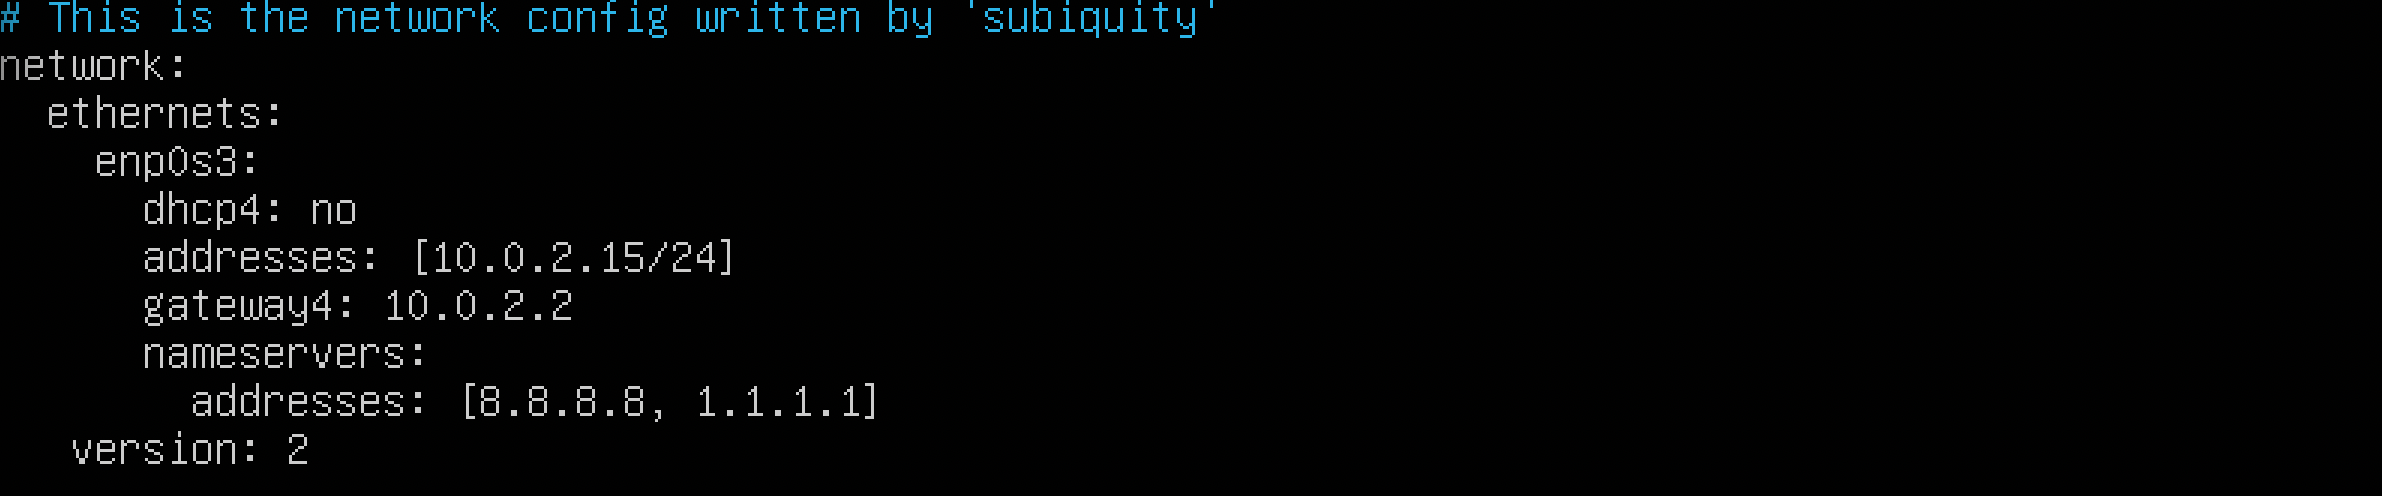 # This is the network config written by 'subiquity'
network:
  ethernets:
    enp0s3:
      dhcp4: no
      addresses: [10.0.2.15/24]
      gateway4: 10.0.2.2
      nameservers:
        addresses: [8.8.8.8, 1.1.1.1]
   version: 2